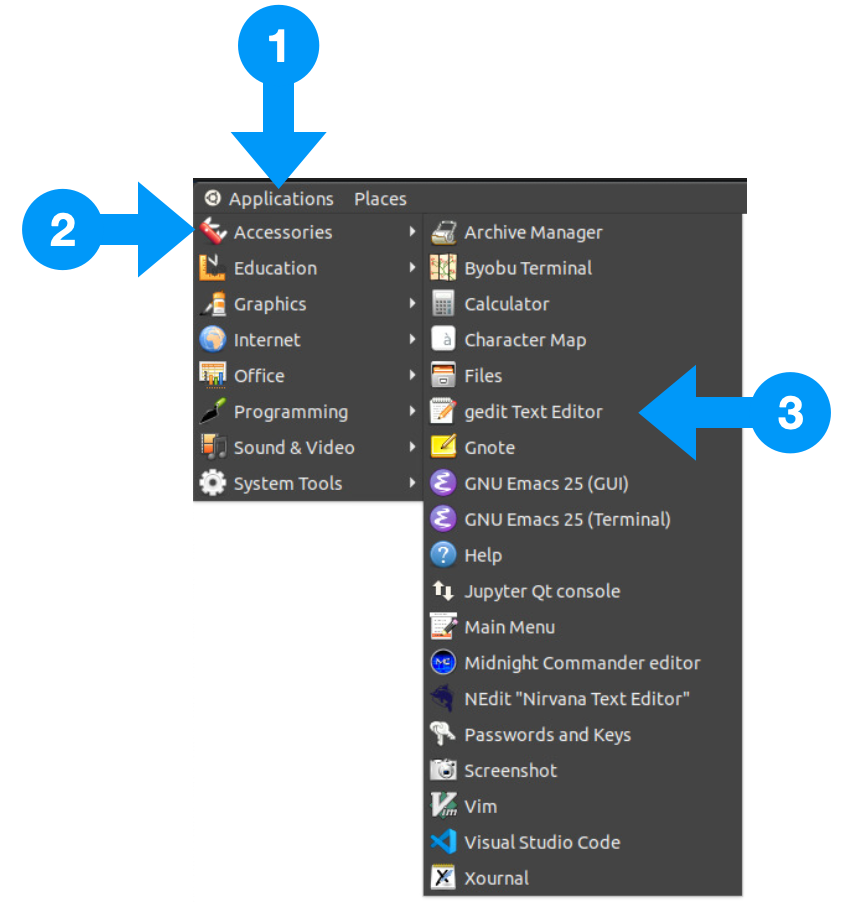 1
Applications Places
2
Accessories
Education
Graphics
Internet
Office
Programming
Sound & Video
System Tools
Archive Manager
Byobu Terminal
Calculator
Character Map
Files
gedit Text Editor
3
Gnote
GNU Emacs 25 (GUI)
GNU Emacs 25 (Terminal)
Help
Jupyter Qt console
Main Menu
Midnight Commander editor
NEdit "Nirvana Text Editor"
Passwords and Keys
Screenshot
Vim
Visual Studio Code
Xournal